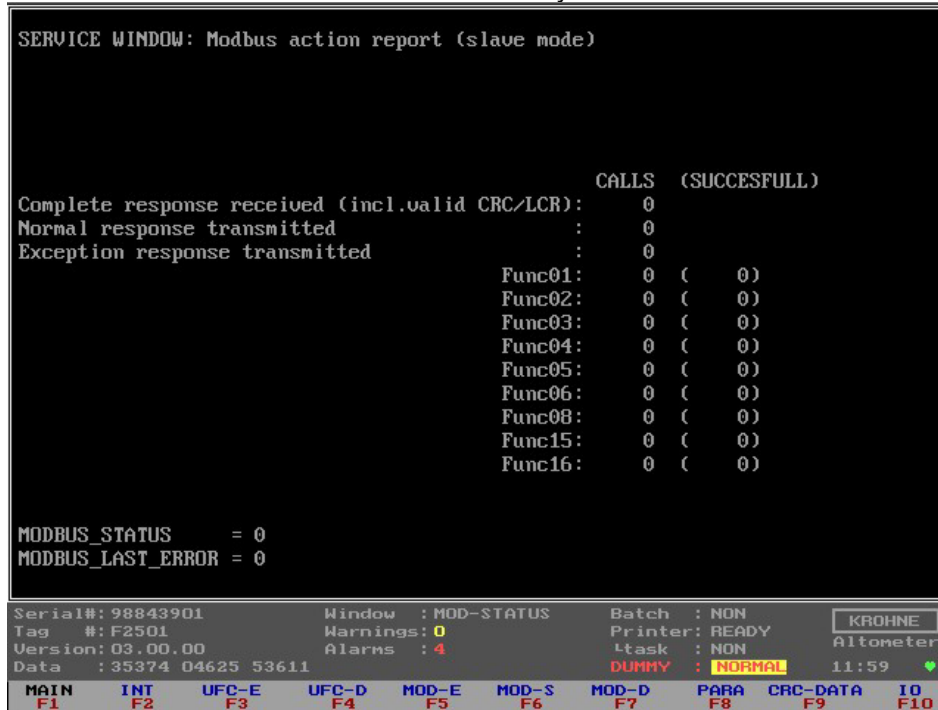 SERVICE WINDOW: Modbus action report (slave mode)
CALLS (SUCCESFULL)
Complete response received (incl.valid CRC/LCR): 0
Normal response transmitted : 0
Exception response transmitted : 0
Func01: 0 ( 0)
Func02: 0 ( 0)
Func03: 0 ( 0)
Func04: 0 ( 0)
Func05: 0 ( 0)
Func06: 0 ( 0)
Func08: 0 ( 0)
Func15: 0 ( 0)
Func16: 0 ( 0)
MODBUS_STATUS = 0
MODBUS_LAST_ERROR = 0
Serial#: 98843901 Window : MOD-STATUS Batch : NON KROHNE
Tag #: F2501 Warnings: 0 Printer: READY
Version: 03.00.00 Alarms : 4 └task : NON Altometer
Data : 35374 04625 53611 DUMMY : NORMAL 11:59 ♥
MAIN INT UFC-E UFC-D MOD-E MOD-S MOD-D PARA CRC-DATA IO
F1 F2 F3 F4 F5 F6 F7 F8 F9 F10